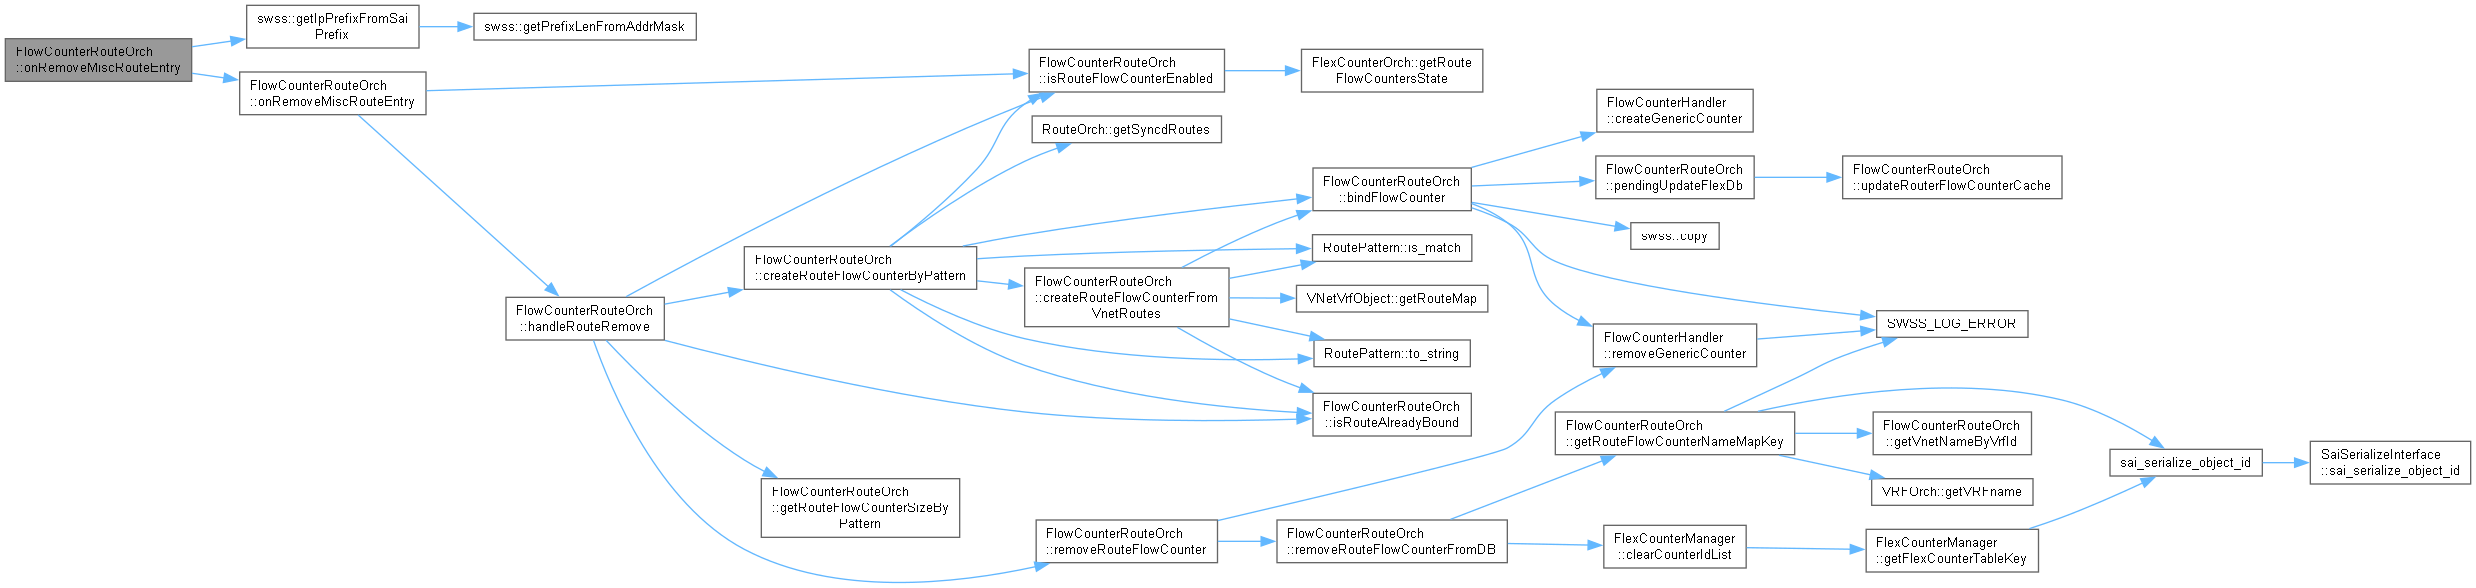 FlowCounterRouteOrch
::onRemoveMiscRouteEntry
swss::getIpPrefixFromSai
Prefix
swss::getPrefixLenFromAddrMask
FlowCounterRouteOrch
::onRemoveMiscRouteEntry
FlowCounterRouteOrch
::isRouteFlowCounterEnabled
FlexCounterOrch::getRoute
FlowCountersState
RouteOrch::getSyncdRoutes
FlowCounterHandler
::createGenericCounter
FlowCounterRouteOrch
::bindFlowCounter
FlowCounterRouteOrch
::pendingUpdateFlexDb
FlowCounterRouteOrch
::updateRouterFlowCounterCache
swss::copy
RoutePattern::is_match
FlowCounterRouteOrch
::createRouteFlowCounterByPattern
FlowCounterRouteOrch
::createRouteFlowCounterFrom
VnetRoutes
VNetVrfObject::getRouteMap
FlowCounterRouteOrch
::handleRouteRemove
SWSS_LOG_ERROR
FlowCounterHandler
::removeGenericCounter
RoutePattern::to_string
FlowCounterRouteOrch
::isRouteAlreadyBound
FlowCounterRouteOrch
::getRouteFlowCounterNameMapKey
FlowCounterRouteOrch
::getVnetNameByVrfId
sai_serialize_object_id
SaiSerializeInterface
::sai_serialize_object_id
VRFOrch::getVRFname
FlowCounterRouteOrch
::getRouteFlowCounterSizeBy
Pattern
FlowCounterRouteOrch
::removeRouteFlowCounter
FlowCounterRouteOrch
::removeRouteFlowCounterFromDB
FlexCounterManager
::clearCounterIdList
FlexCounterManager
::getFlexCounterTableKey